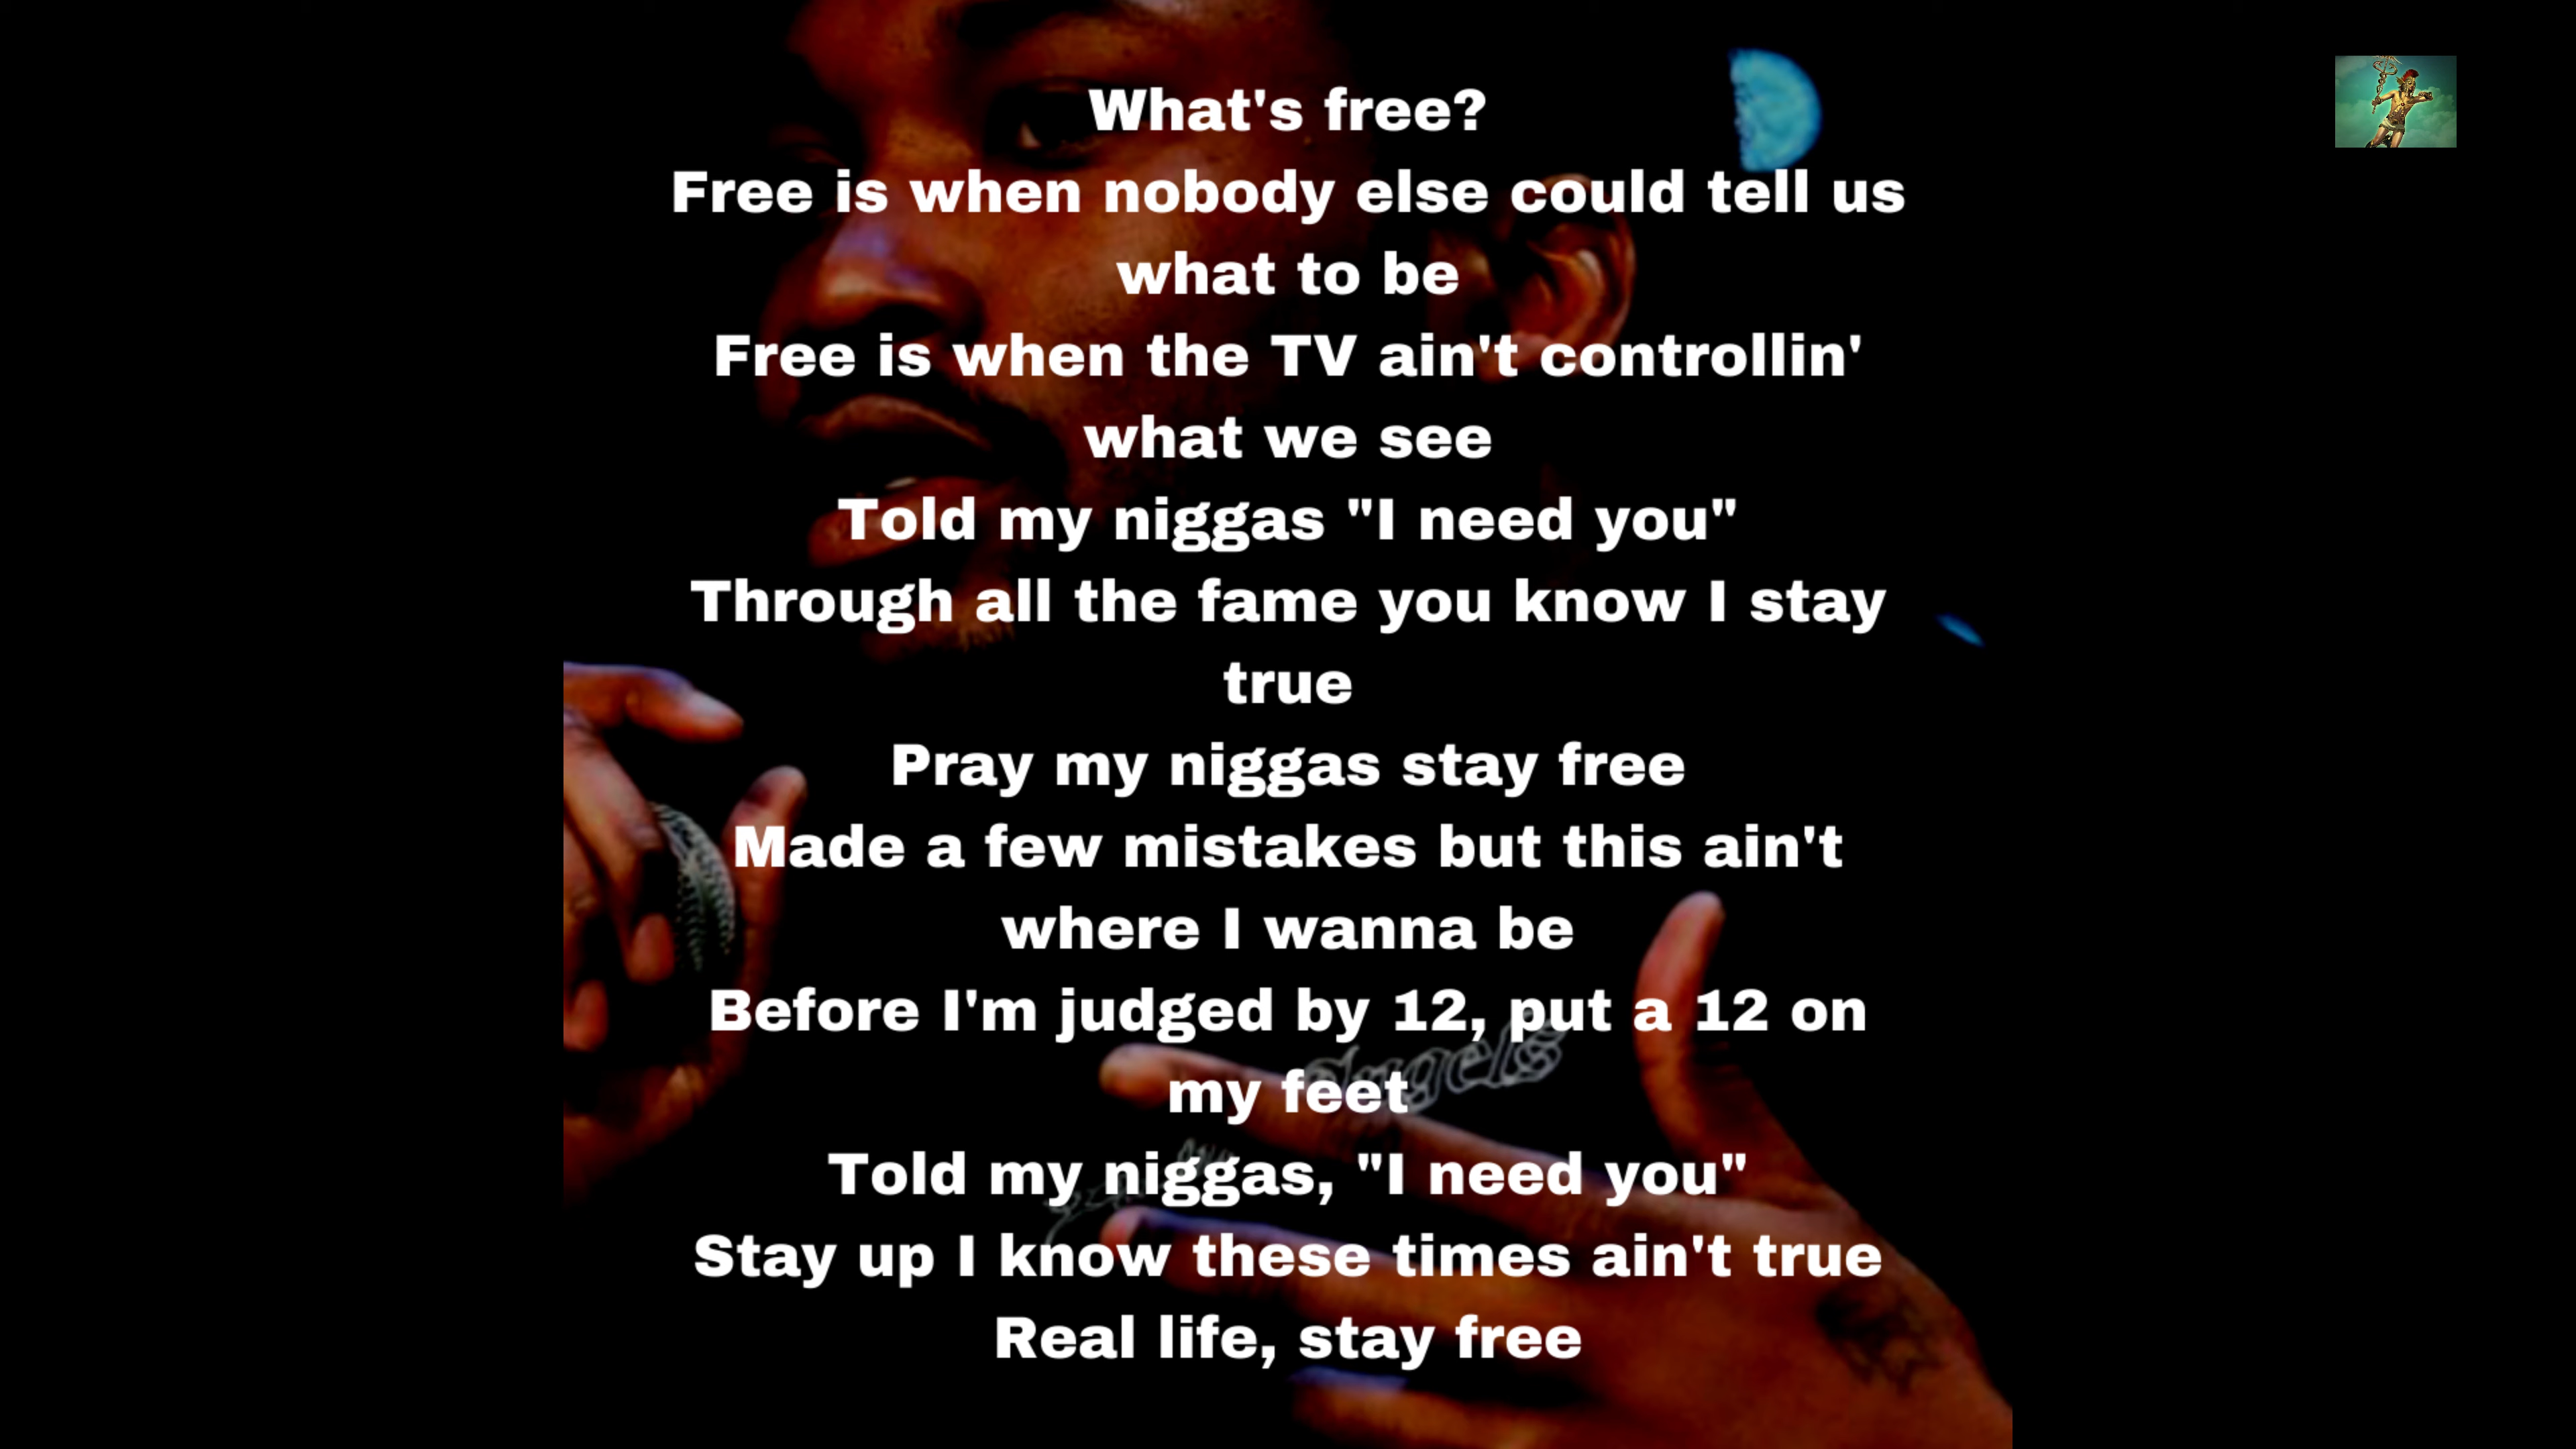 What's free?
Free is when nobody else could tell us
what to be
Free is when the TV ain't controllin'
what we see
Told my niggas "I need you"
Through all the fame you know I stay
true
Pray my niggas stay free
Made a few mistakes but this ain't
where I wanna be
Before I'm judged by 12, put a 12 on
my feet
Angels
Told my niggas, "I need you"
Stay up I know these times ain't true
Real life, stay free